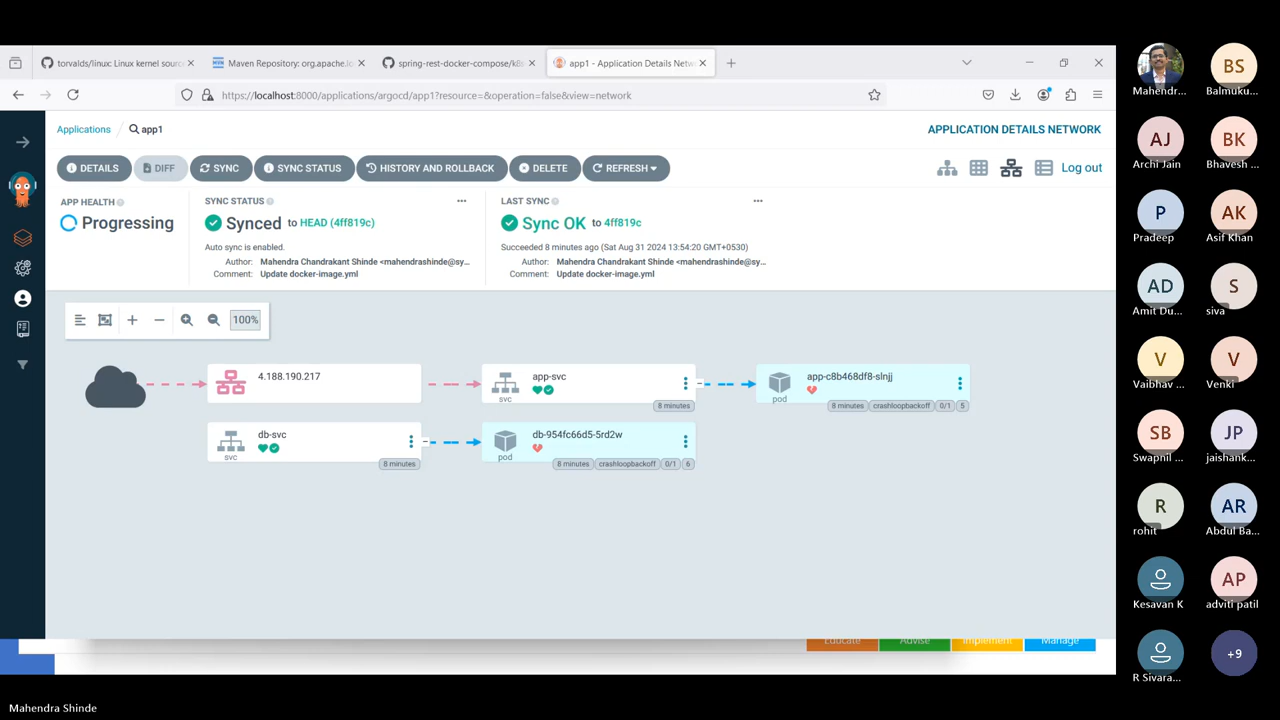 torvalds/linux: Linux kernel sourc
Maven Repository: org.apache.lo
spring-rest-docker-compose/k8s
app1 - Application Details Netw
https://localhost:8000/applications/argocd/app1?resource=&operation=false&view=network
Applications / app1
APPLICATION DETAILS NETWORK
DETAILS
DIFF
SYNC
SYNC STATUS
HISTORY AND ROLLBACK
DELETE
REFRESH
Log out
APP HEALTH
Progressing
SYNC STATUS
Synced to HEAD (4ff819c)
Auto sync is enabled.
Author: Mahendra Chandrakant Shinde <mahendrashinde@sy...
Comment: Update docker-image.yml
LAST SYNC
Sync OK to 4ff819c
Succeeded 8 minutes ago (Sat Aug 31 2024 13:54:20 GMT+0530)
Author: Mahendra Chandrakant Shinde <mahendrashinde@sy...
Comment: Update docker-image.yml
100%
4.188.190.217
app-svc
svc
8 minutes
app-c8b468df8-slnjj
pod
8 minutes crashloopbackoff 0/1 5
db-svc
svc
8 minutes
db-954fc66d5-5rd2w
pod
8 minutes crashloopbackoff 0/1 6
Educate
Advise
Implement
Manage
Mahendr...
BS
Balmuku...
AJ
Archi Jain
BK
Bhavesh ...
P
Pradeep
AK
Asif Khan
AD
Amit Du...
S
siva
V
Vaibhav ...
V
Venki
SB
Swapnil ...
JP
jaishank...
R
rohit
AR
Abdul Ba...
Kesavan K
AP
adviti patil
R Sivara...
+9
Mahendra Shinde